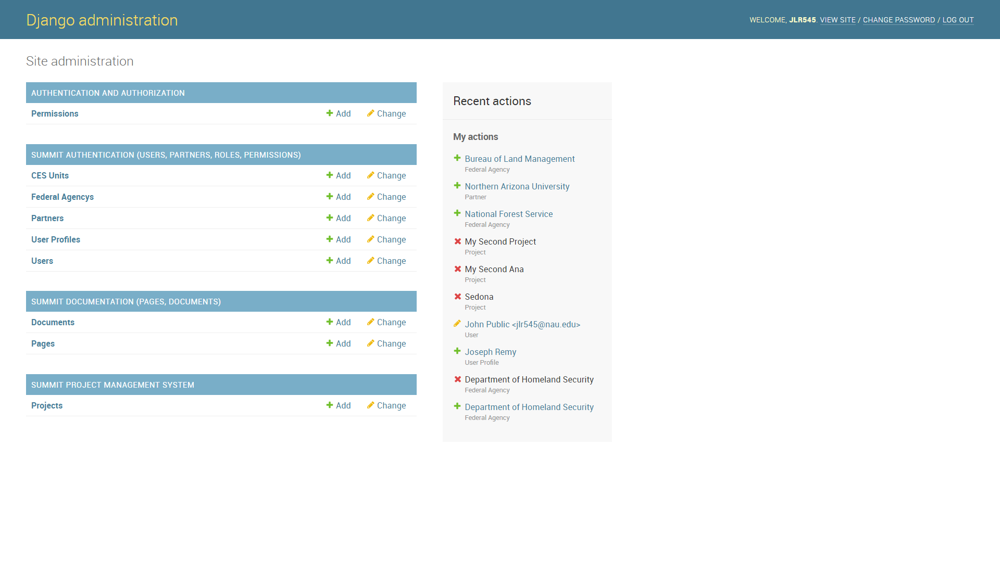 Django administration
WELCOME, JLR545. VIEW SITE / CHANGE PASSWORD / LOG OUT
Site administration
AUTHENTICATION AND AUTHORIZATION
Permissions Add Change
SUMMIT AUTHENTICATION (USERS, PARTNERS, ROLES, PERMISSIONS)
CES Units Add Change
Federal Agencys Add Change
Partners Add Change
User Profiles Add Change
Users Add Change
SUMMIT DOCUMENTATION (PAGES, DOCUMENTS)
Documents Add Change
Pages Add Change
SUMMIT PROJECT MANAGEMENT SYSTEM
Projects Add Change
Recent actions
My actions
Bureau of Land Management
Federal Agency
Northern Arizona University
Partner
National Forest Service
Federal Agency
My Second Project
Project
My Second Ana
Project
Sedona
Project
John Public <jlr545@nau.edu>
User
Joseph Remy
User Profile
Department of Homeland Security
Federal Agency
Department of Homeland Security
Federal Agency